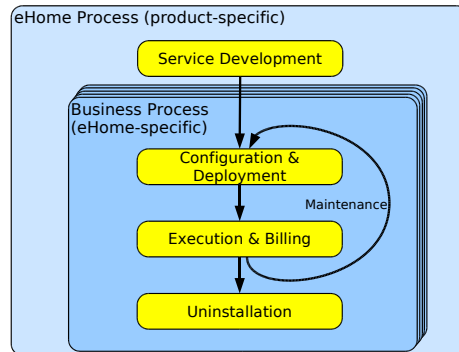 eHome Process (product-specific)
Service Development
Business Process
(eHome-specific)
Configuration &
Deployment
Maintenance
Execution & Billing
Uninstallation